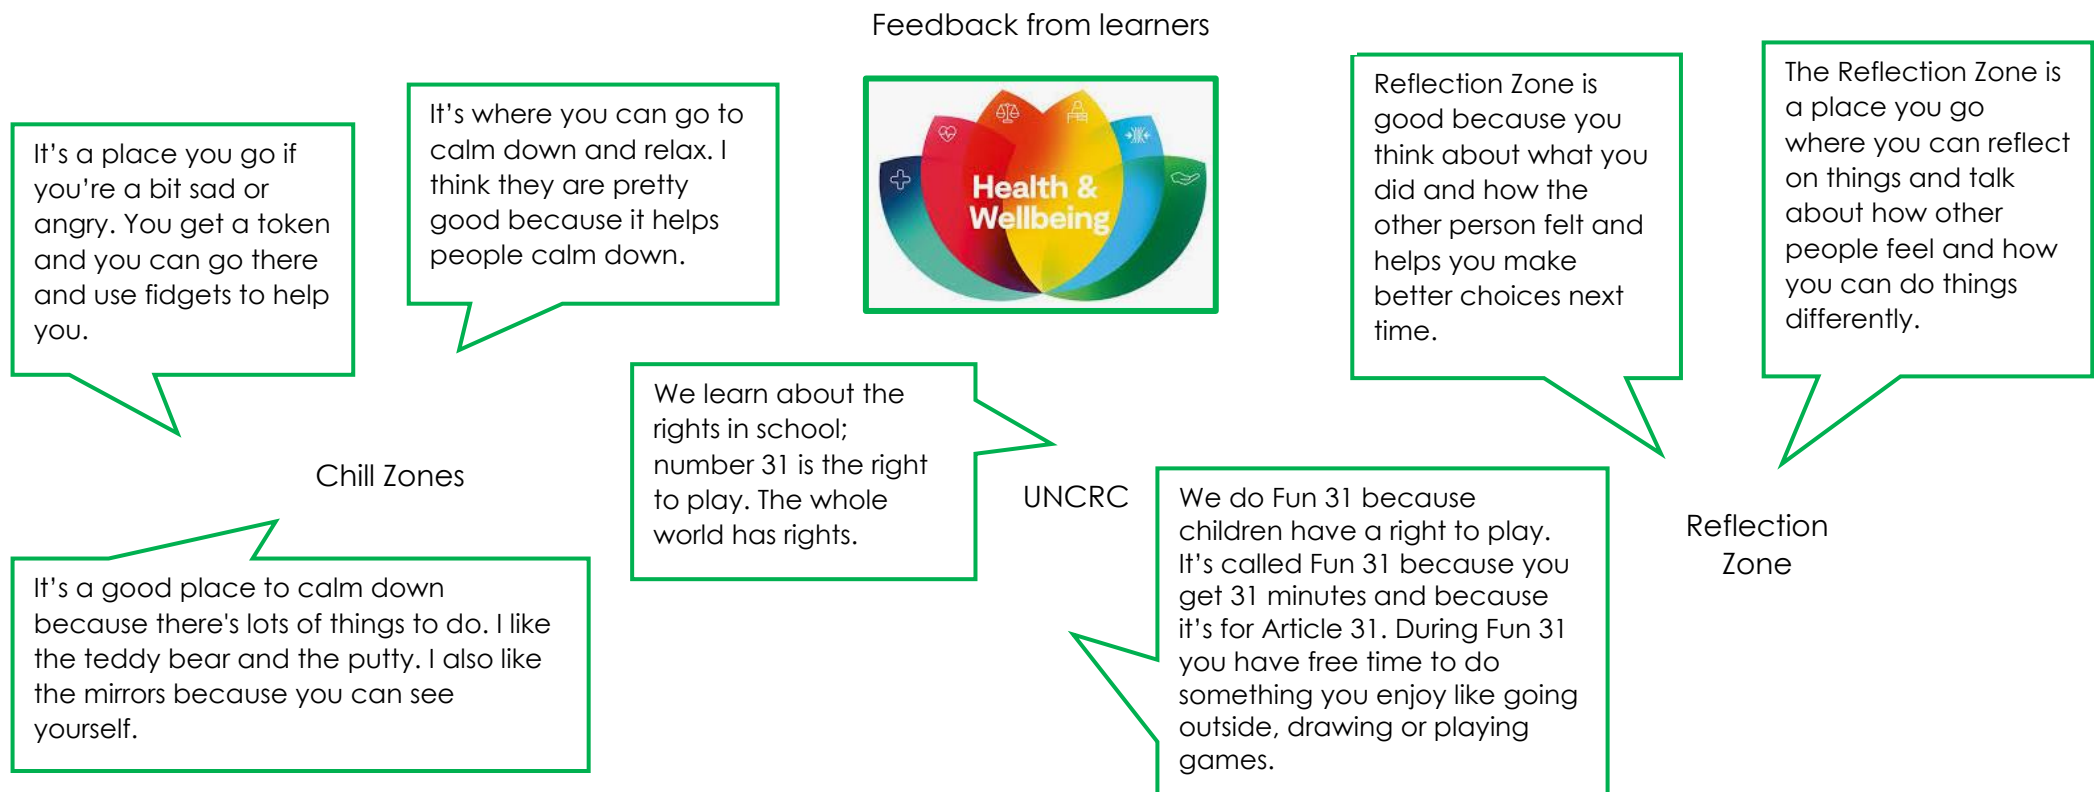 Feedback from learners
It’s a place you go if
you’re a bit sad or
angry. You get a token
and you can go there
and use fidgets to help
you.
It’s where you can go to
calm down and relax. I
think they are pretty
good because it helps
people calm down.
Health &
Wellbeing
Reflection Zone is
good because you
think about what you
did and how the
other person felt and
helps you make
better choices next
time.
The Reflection Zone is
a place you go
where you can reflect
on things and talk
about how other
people feel and how
you can do things
differently.
Chill Zones
We learn about the
rights in school;
number 31 is the right
to play. The whole
world has rights.
UNCRC
We do Fun 31 because
children have a right to play.
It’s called Fun 31 because you
get 31 minutes and because
it’s for Article 31. During Fun 31
you have free time to do
something you enjoy like going
outside, drawing or playing
games.
Reflection
Zone
It’s a good place to calm down
because there's lots of things to do. I like
the teddy bear and the putty. I also like
the mirrors because you can see
yourself.